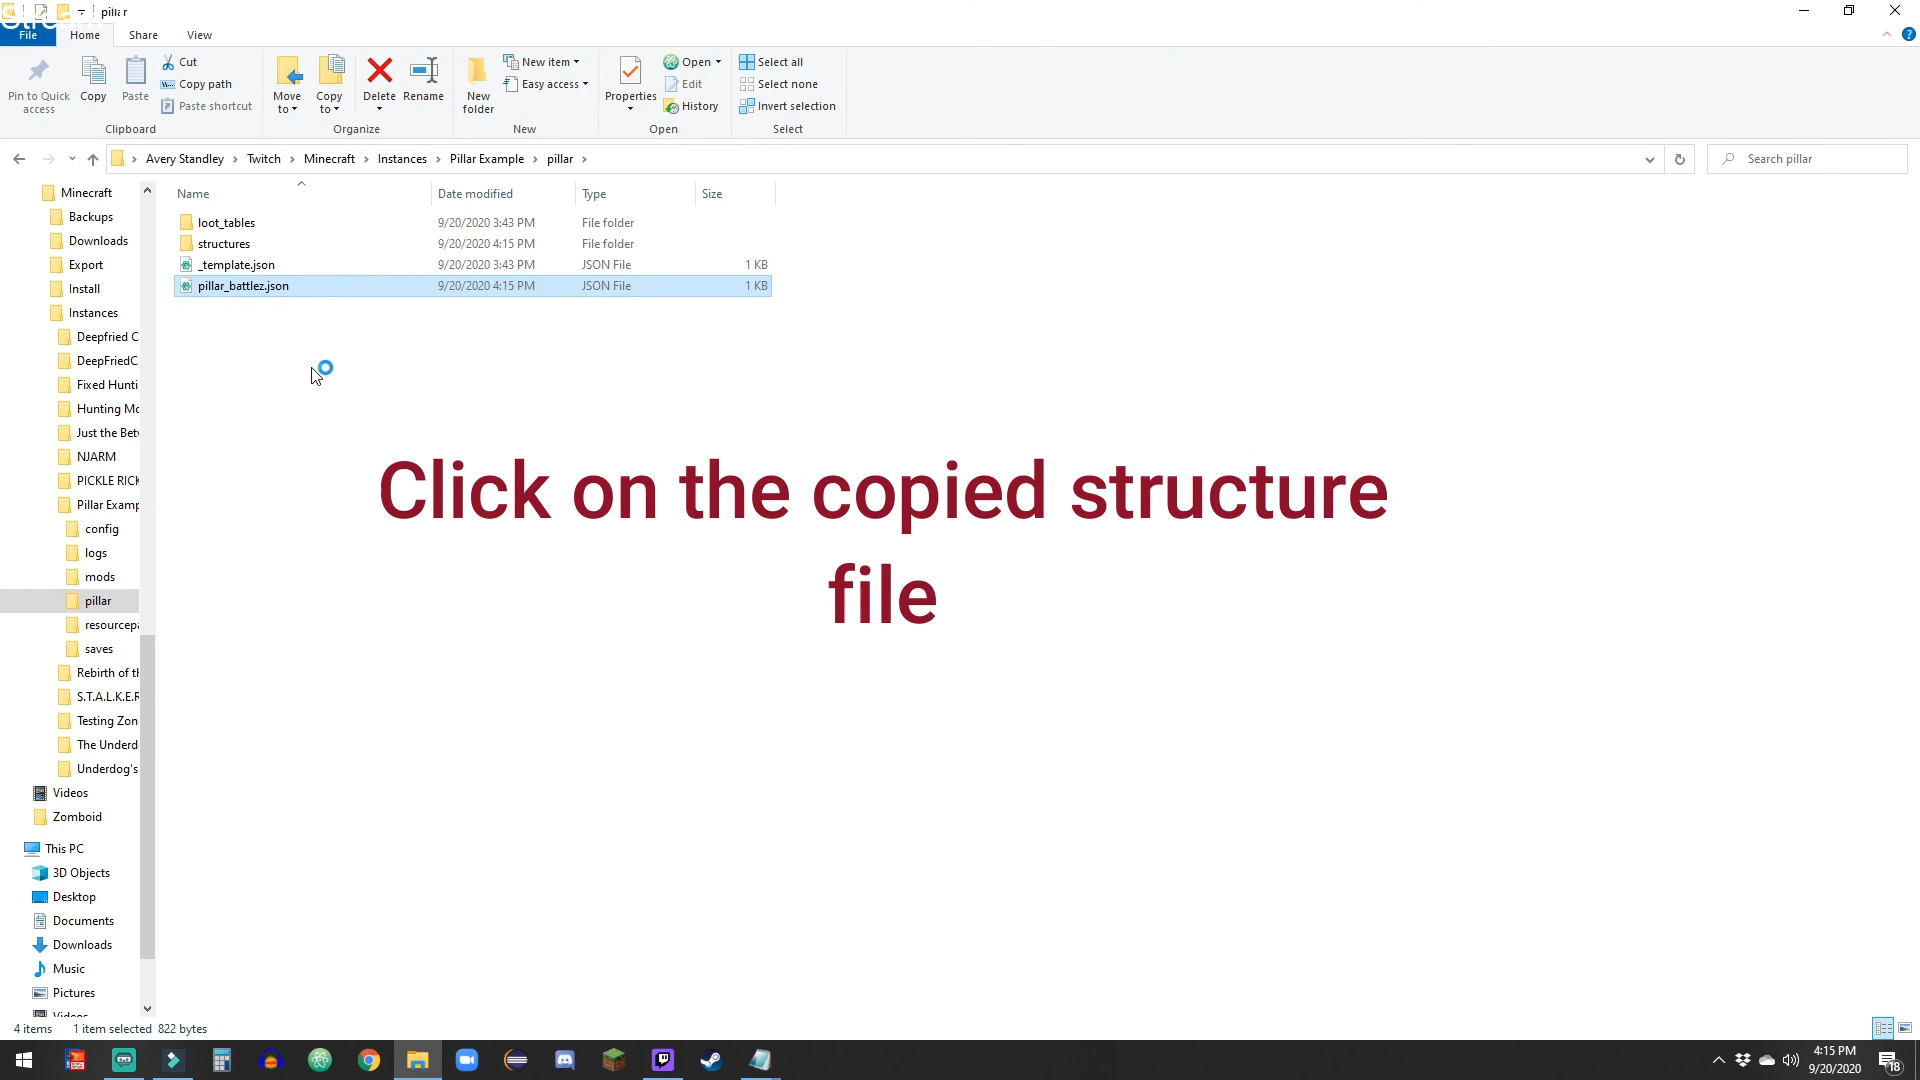 pillar
File Home Share View
Pin to Quick access
Copy
Paste
Cut
Copy path
Paste shortcut
Clipboard
Move to
Copy to
Delete
Rename
Organize
New folder
New item
Easy access
New
Properties
Open
Edit
History
Open
Select all
Select none
Invert selection
Select
Avery Standley › Twitch › Minecraft › Instances › Pillar Example › pillar ›
Search pillar
Name Date modified Type Size
loot_tables 9/20/2020 3:43 PM File folder
structures 9/20/2020 4:15 PM File folder
_template.json 9/20/2020 3:43 PM JSON File 1 KB
pillar_battlez.json 9/20/2020 4:15 PM JSON File 1 KB
Minecraft
Backups
Downloads
Export
Install
Instances
Deepfried C
DeepFriedC
Fixed Hunti
Hunting Mo
Just the Bet
NJARM
PICKLE RICK
Pillar Examp
config
logs
mods
pillar
resourcepa
saves
Rebirth of th
S.T.A.L.K.E.R
Testing Zon
The Underd
Underdog's
Videos
Zomboid
This PC
3D Objects
Desktop
Documents
Downloads
Music
Pictures
Videos
Click on the copied structure
file
4 items 1 item selected 822 bytes
4:15 PM
9/20/2020
18